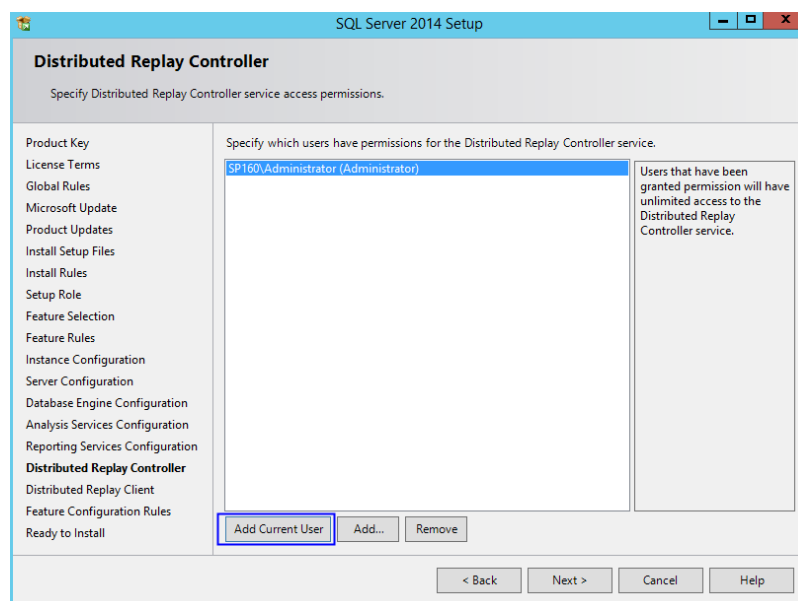 SQL Server 2014 Setup
Distributed Replay Controller
Specify Distributed Replay Controller service access permissions.
Product Key
License Terms
Global Rules
Microsoft Update
Product Updates
Install Setup Files
Install Rules
Setup Role
Feature Selection
Feature Rules
Instance Configuration
Server Configuration
Database Engine Configuration
Analysis Services Configuration
Reporting Services Configuration
Distributed Replay Controller
Distributed Replay Client
Feature Configuration Rules
Ready to Install
Specify which users have permissions for the Distributed Replay Controller service.
SP160\Administrator (Administrator)
Users that have been
granted permission will have
unlimited access to the
Distributed Replay
Controller service.
Add Current User
Add...
Remove
< Back
Next >
Cancel
Help